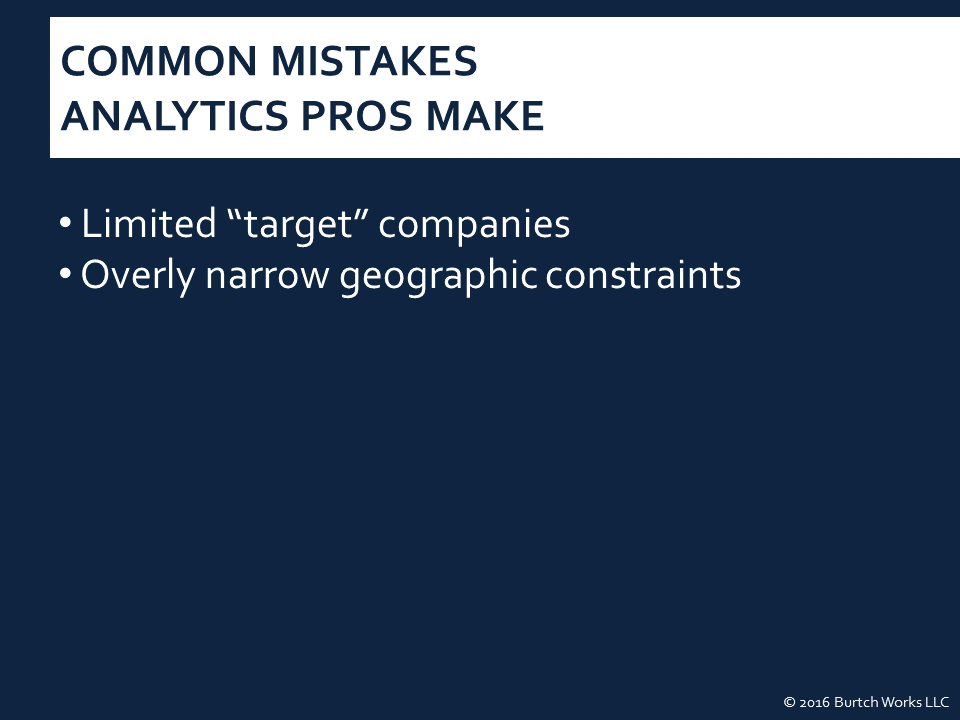 COMMON MISTAKES
ANALYTICS PROS MAKE
• Limited “target” companies
• Overly narrow geographic constraints
© 2016 Burtch Works LLC